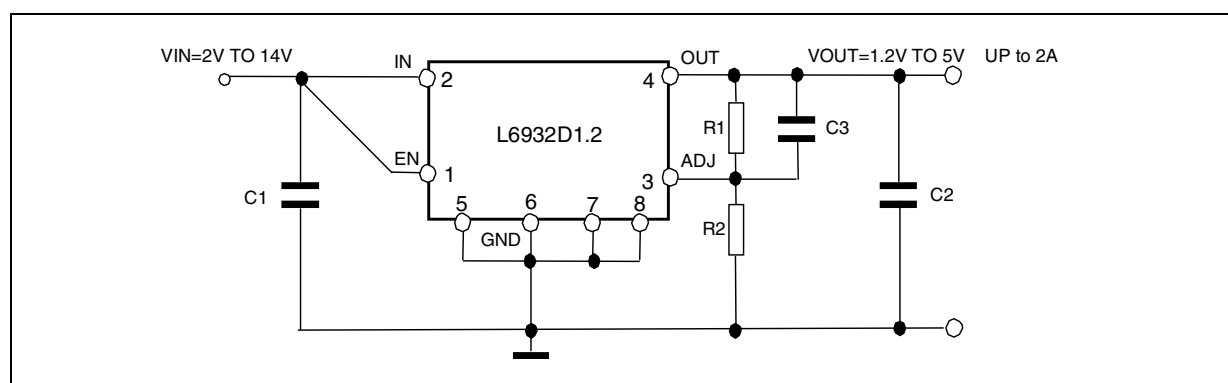 VIN=2V TO 14V
IN
2
OUT
4
VOUT=1.2V TO 5V UP to 2A
L6932D1.2
R1
C3
EN
1
ADJ
3
C1
5
6
7
8
GND
R2
C2